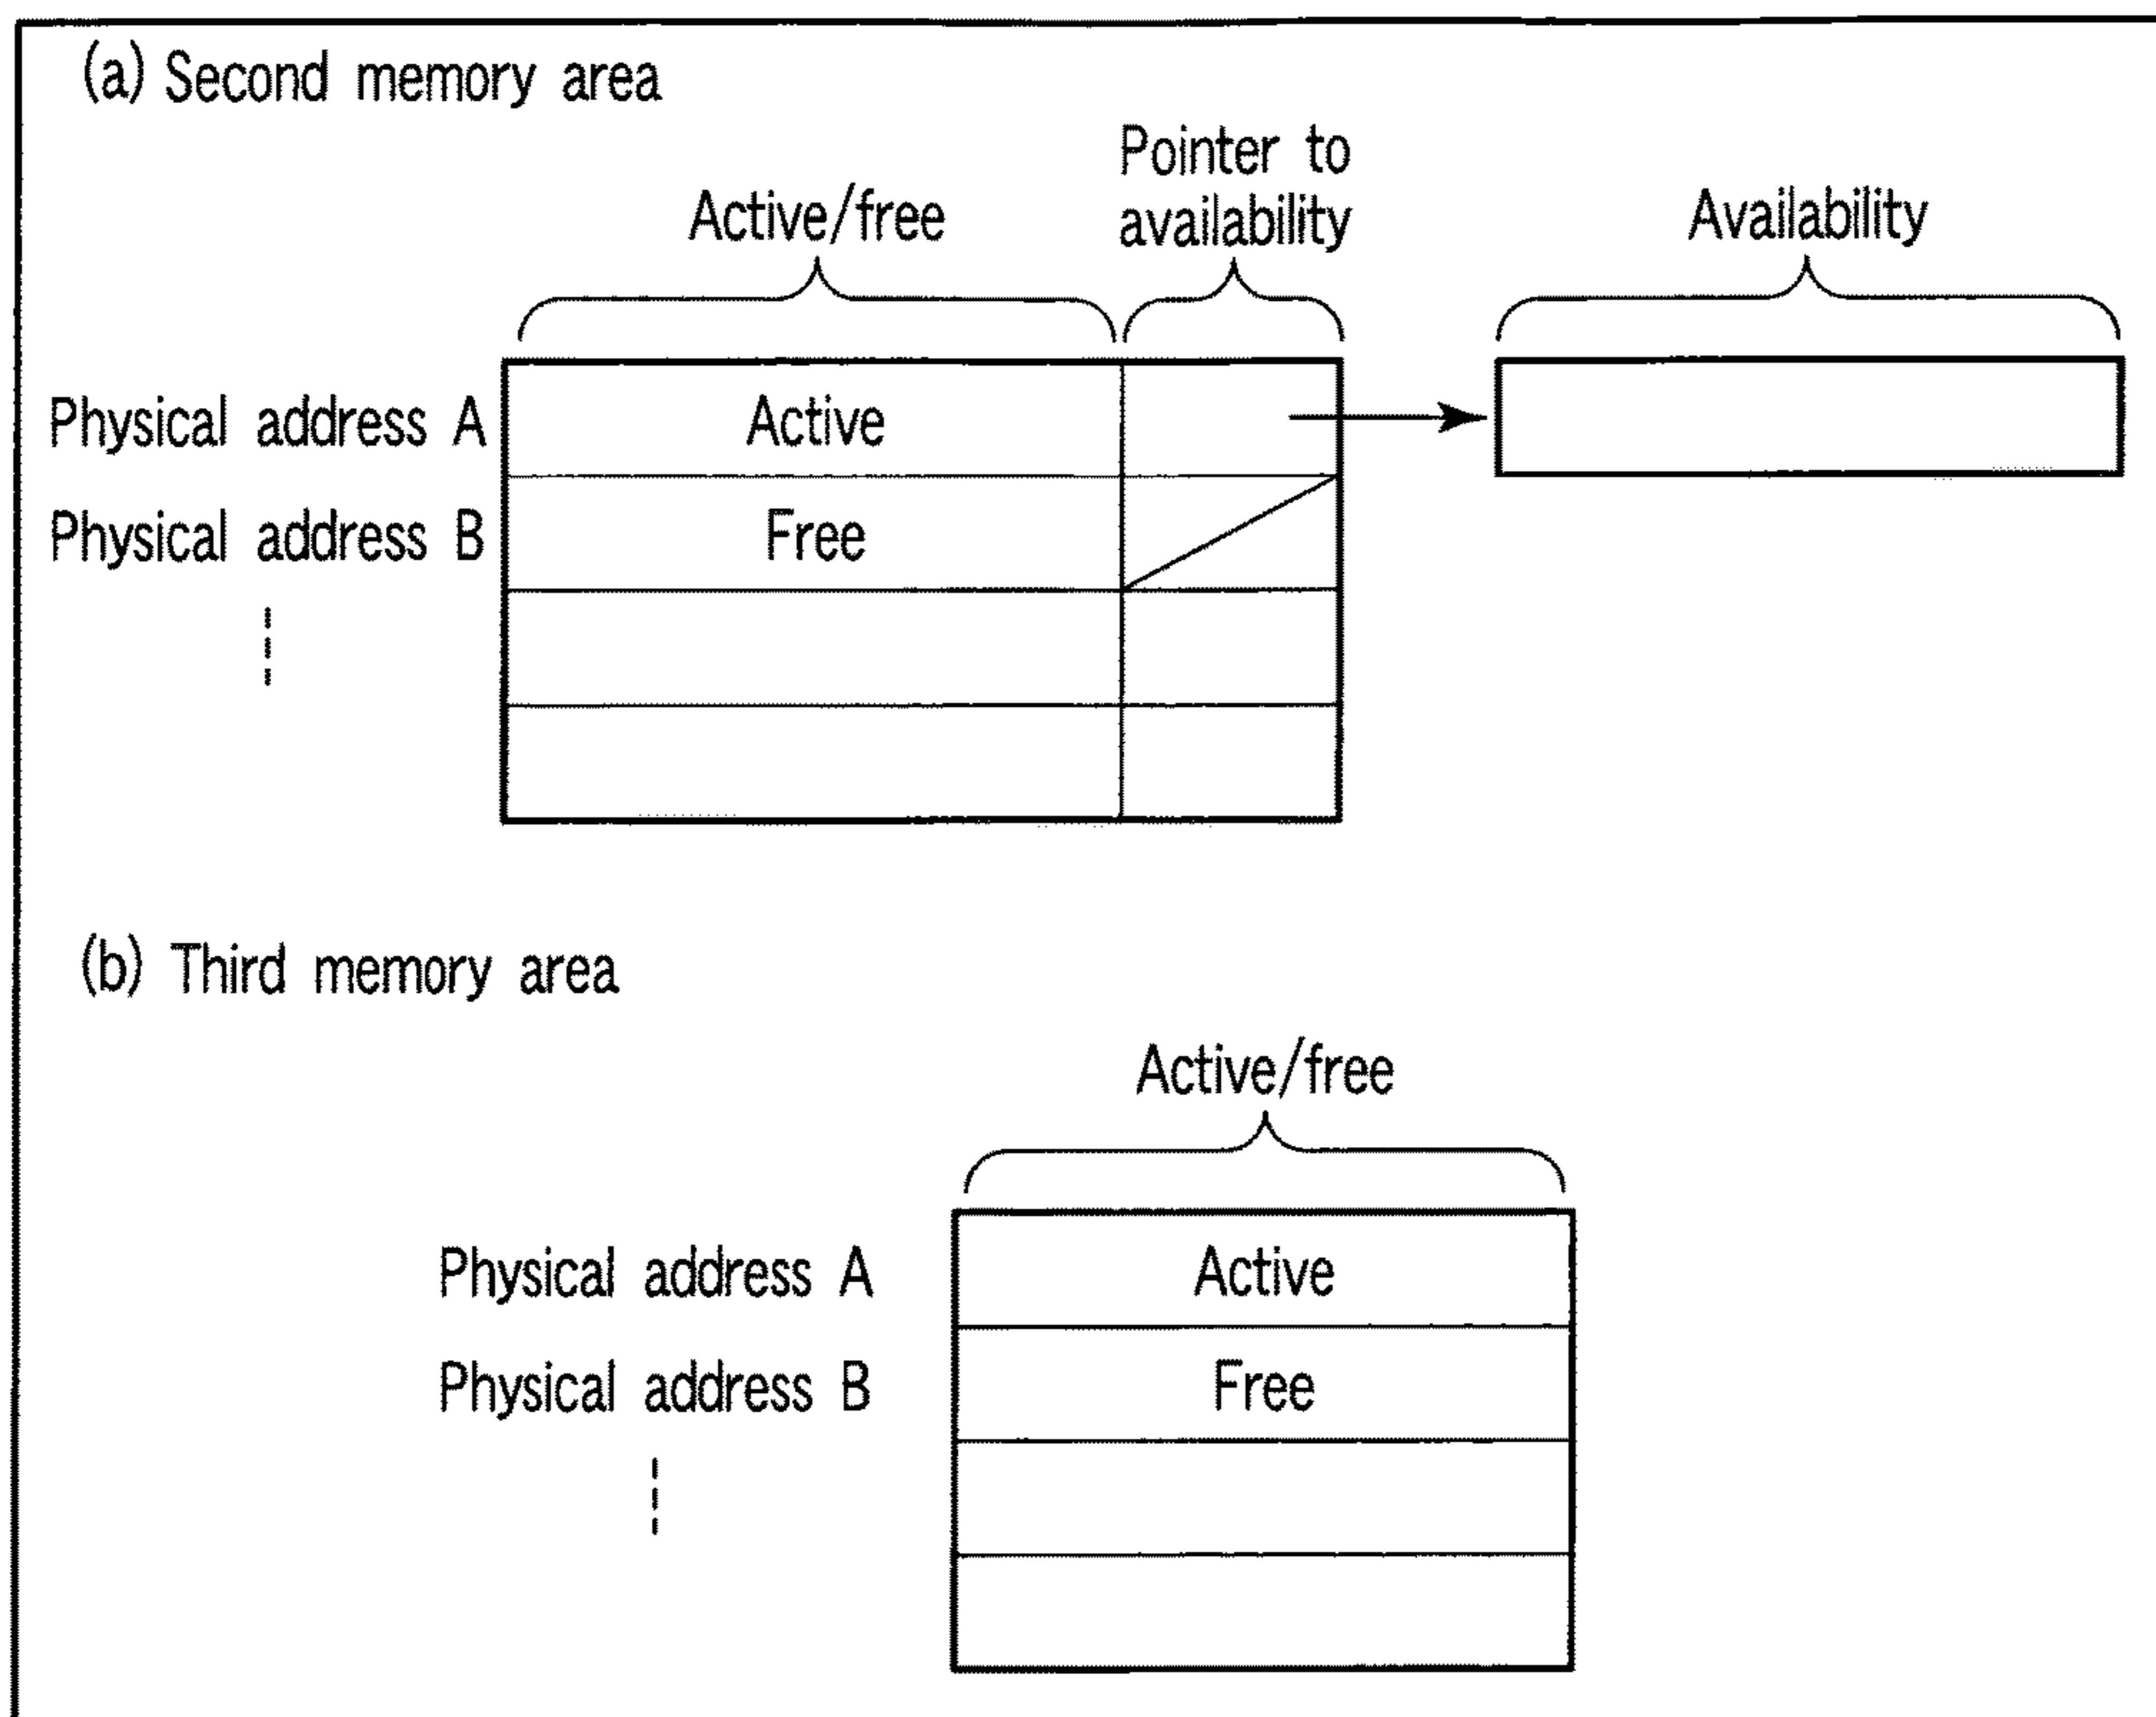 (a) Second memory area
Pointer to
Active/free availability Availability
Physical address A Active
Physical address B Free
(b) Third memory area
Active/free
Physical address A Active
Physical address B Free